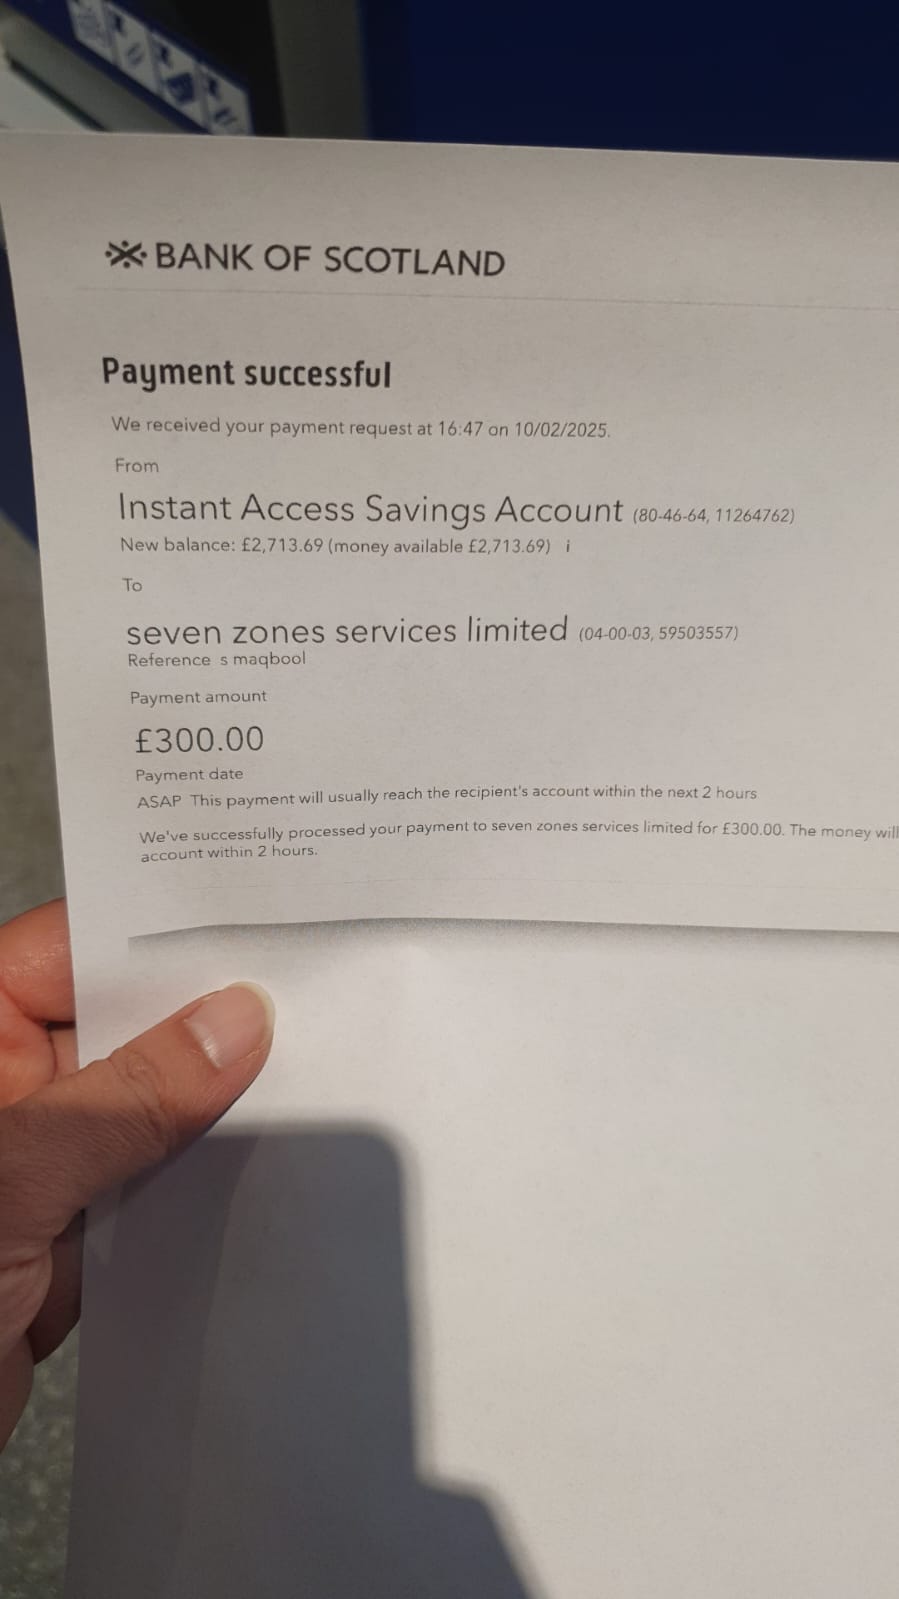 BANK OF SCOTLAND
Payment successful
We received your payment request at 16:47 on 10/02/2025.
From
Instant Access Savings Account (80-46-64, 11264762)
New balance: £2,713.69 (money available £2,713.69) i
To
seven zones services limited (04-00-03, 59503557)
Reference s maqbool
Payment amount
£300.00
Payment date
ASAP This payment will usually reach the recipient's account within the next 2 hours
We've successfully processed your payment to seven zones services limited for £300.00. The money will
account within 2 hours.